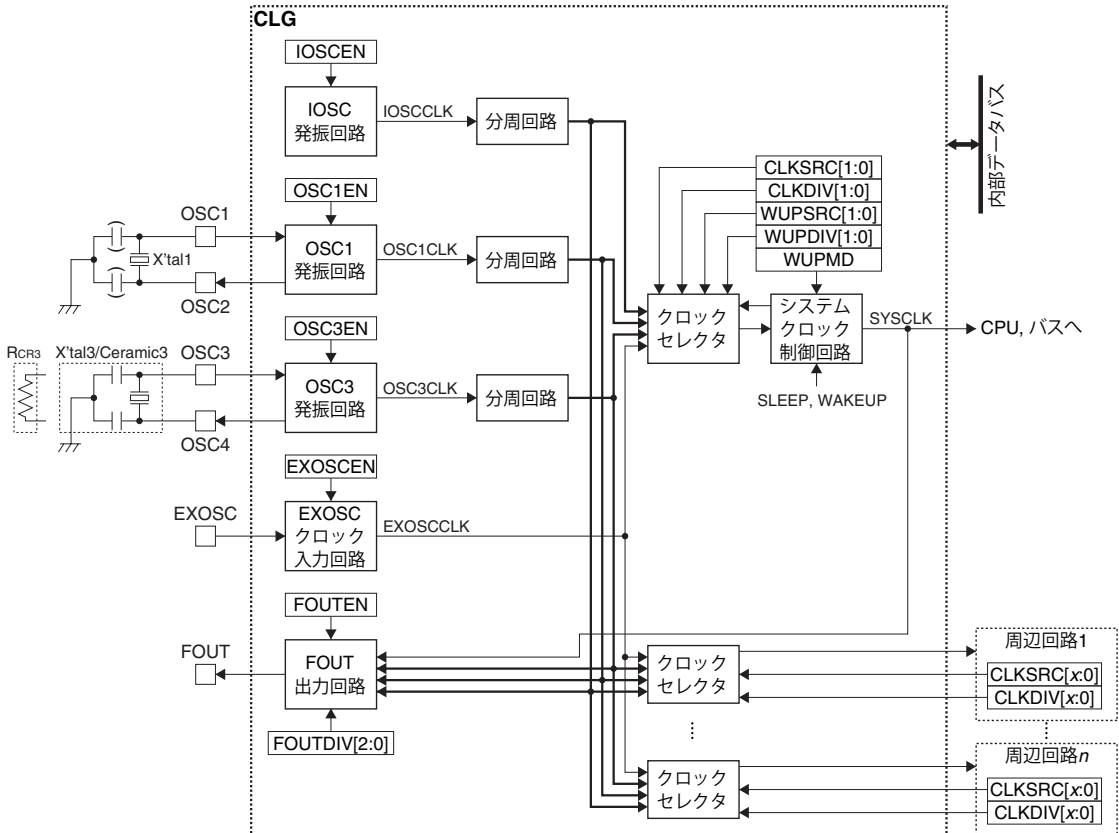 CLG
IOSCEN
IOSC
発振回路
IOSCCLK
分周回路
内部データバス
CLKSRC[1:0]
CLKDIV[1:0]
WUPSRC[1:0]
WUPDIV[1:0]
WUPMD
OSC1EN
OSC1
X'tal1
OSC2
OSC1
発振回路
OSC1CLK
分周回路
クロック
セレクタ
システム
クロック
制御回路
SYSCLK
CPU, バスへ
SLEEP, WAKEUP
OSC3EN
RCR3
X'tal3/Ceramic3
OSC3
OSC4
OSC3
発振回路
OSC3CLK
分周回路
EXOSCEN
EXOSC
EXOSC
クロック
入力回路
EXOSCCLK
FOUTEN
FOUT
FOUT
出力回路
FOUTDIV[2:0]
クロック
セレクタ
周辺回路1
CLKSRC[x:0]
CLKDIV[x:0]
クロック
セレクタ
周辺回路n
CLKSRC[x:0]
CLKDIV[x:0]